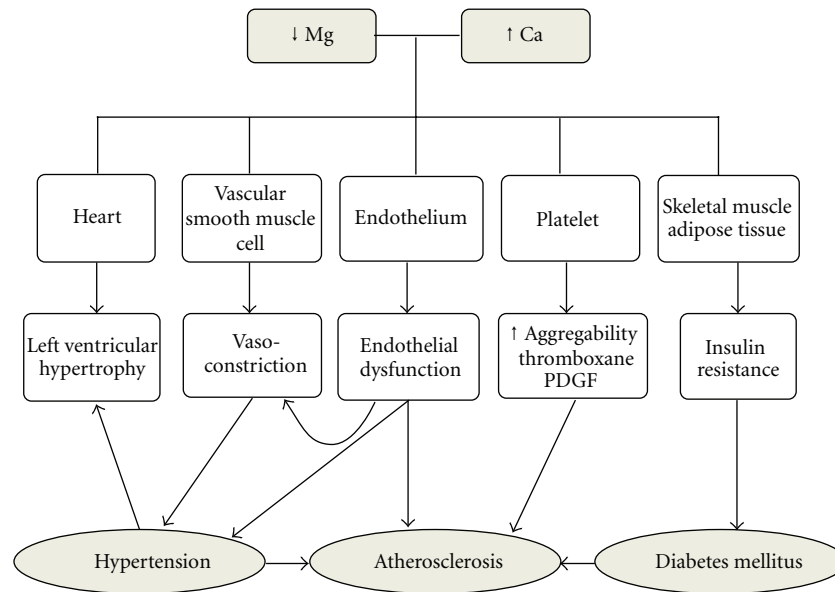 ↓ Mg
↑ Ca
Heart
Vascular
smooth muscle
cell
Endothelium
Platelet
Skeletal muscle
adipose tissue
Left ventricular
hypertrophy
Vaso-
constriction
Endothelial
dysfunction
↑ Aggregability
thromboxane
PDGF
Insulin
resistance
Hypertension
Atherosclerosis
Diabetes mellitus